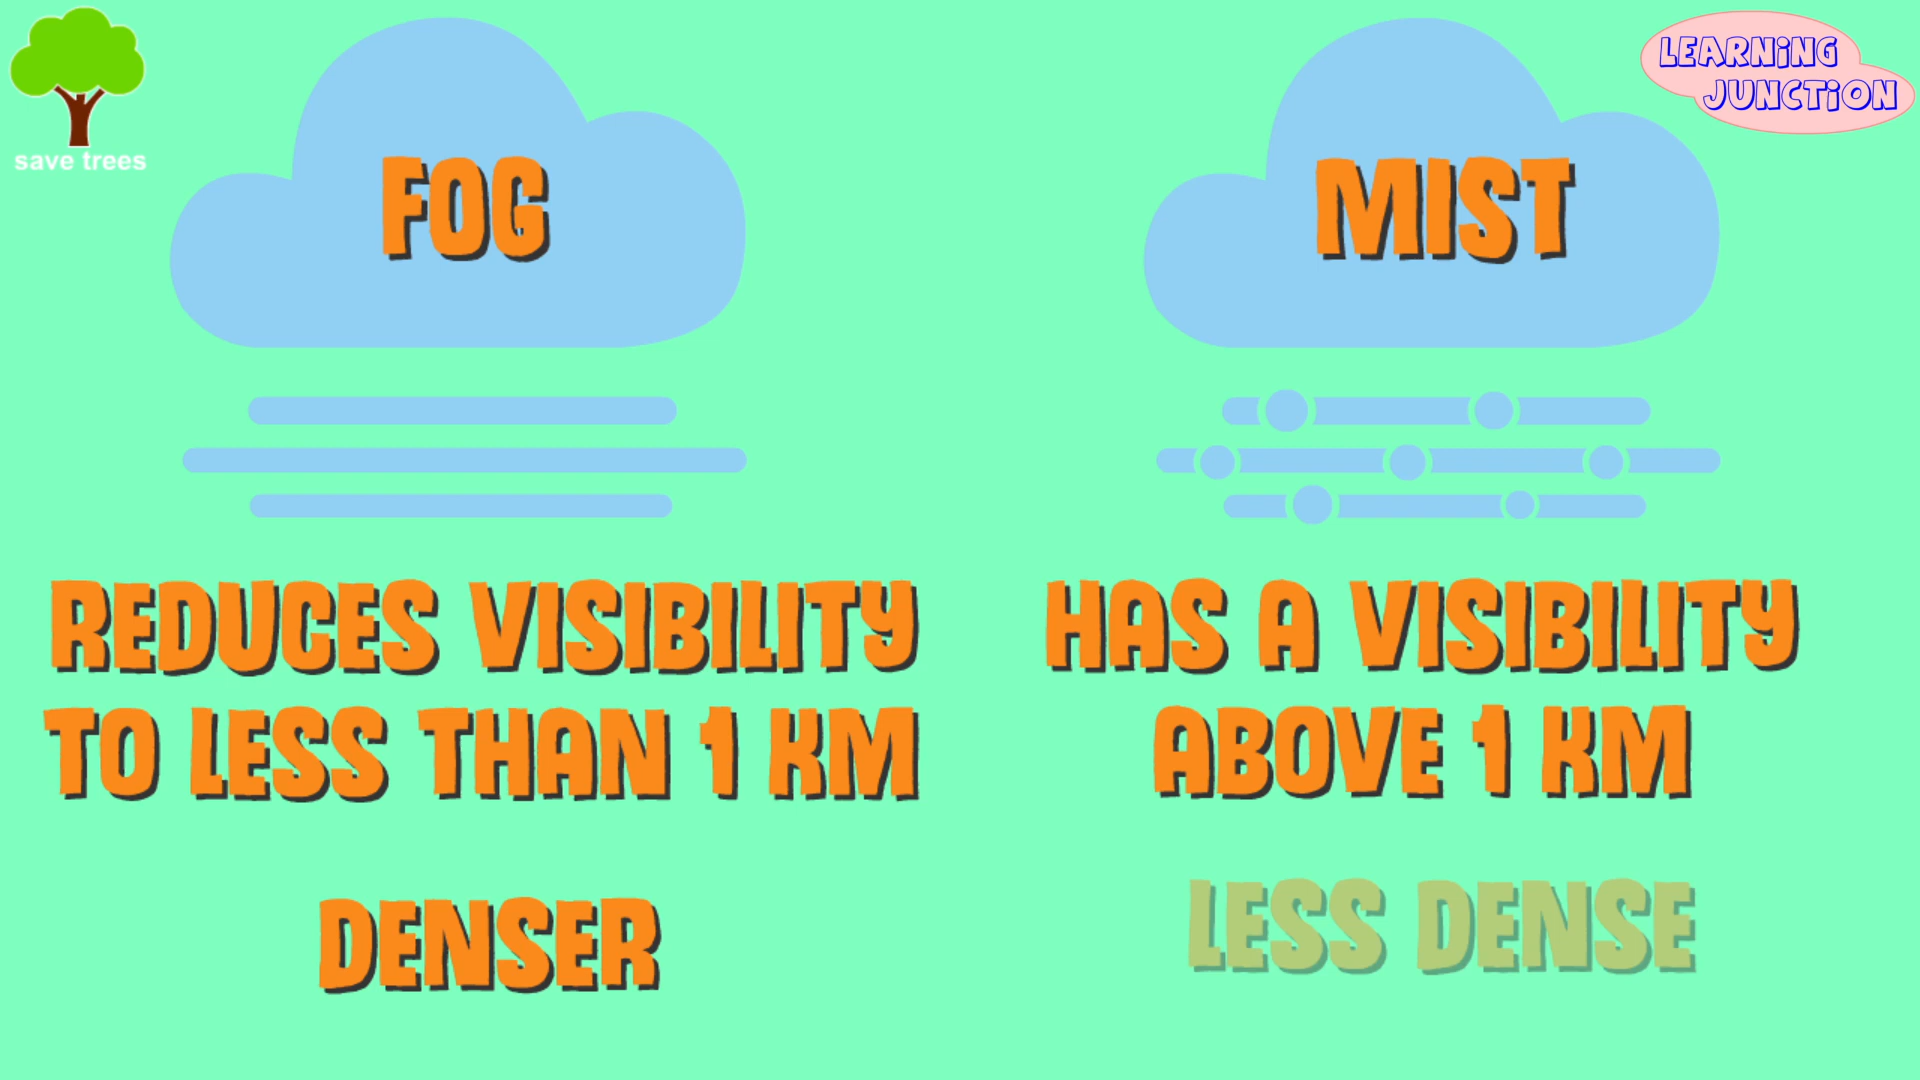 save trees
LEARNING
JUNCTION
FOG
REDUCES VISIBILITY
TO LESS THAN 1 KM
DENSER
MIST
HAS A VISIBILITY
ABOVE 1 KM
LESS DENSE